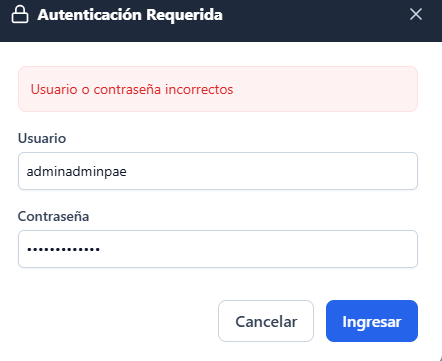 Autenticación Requerida
Usuario o contraseña incorrectos
Usuario
adminadminpae
Contraseña
•••••••••••••
Cancelar
Ingresar